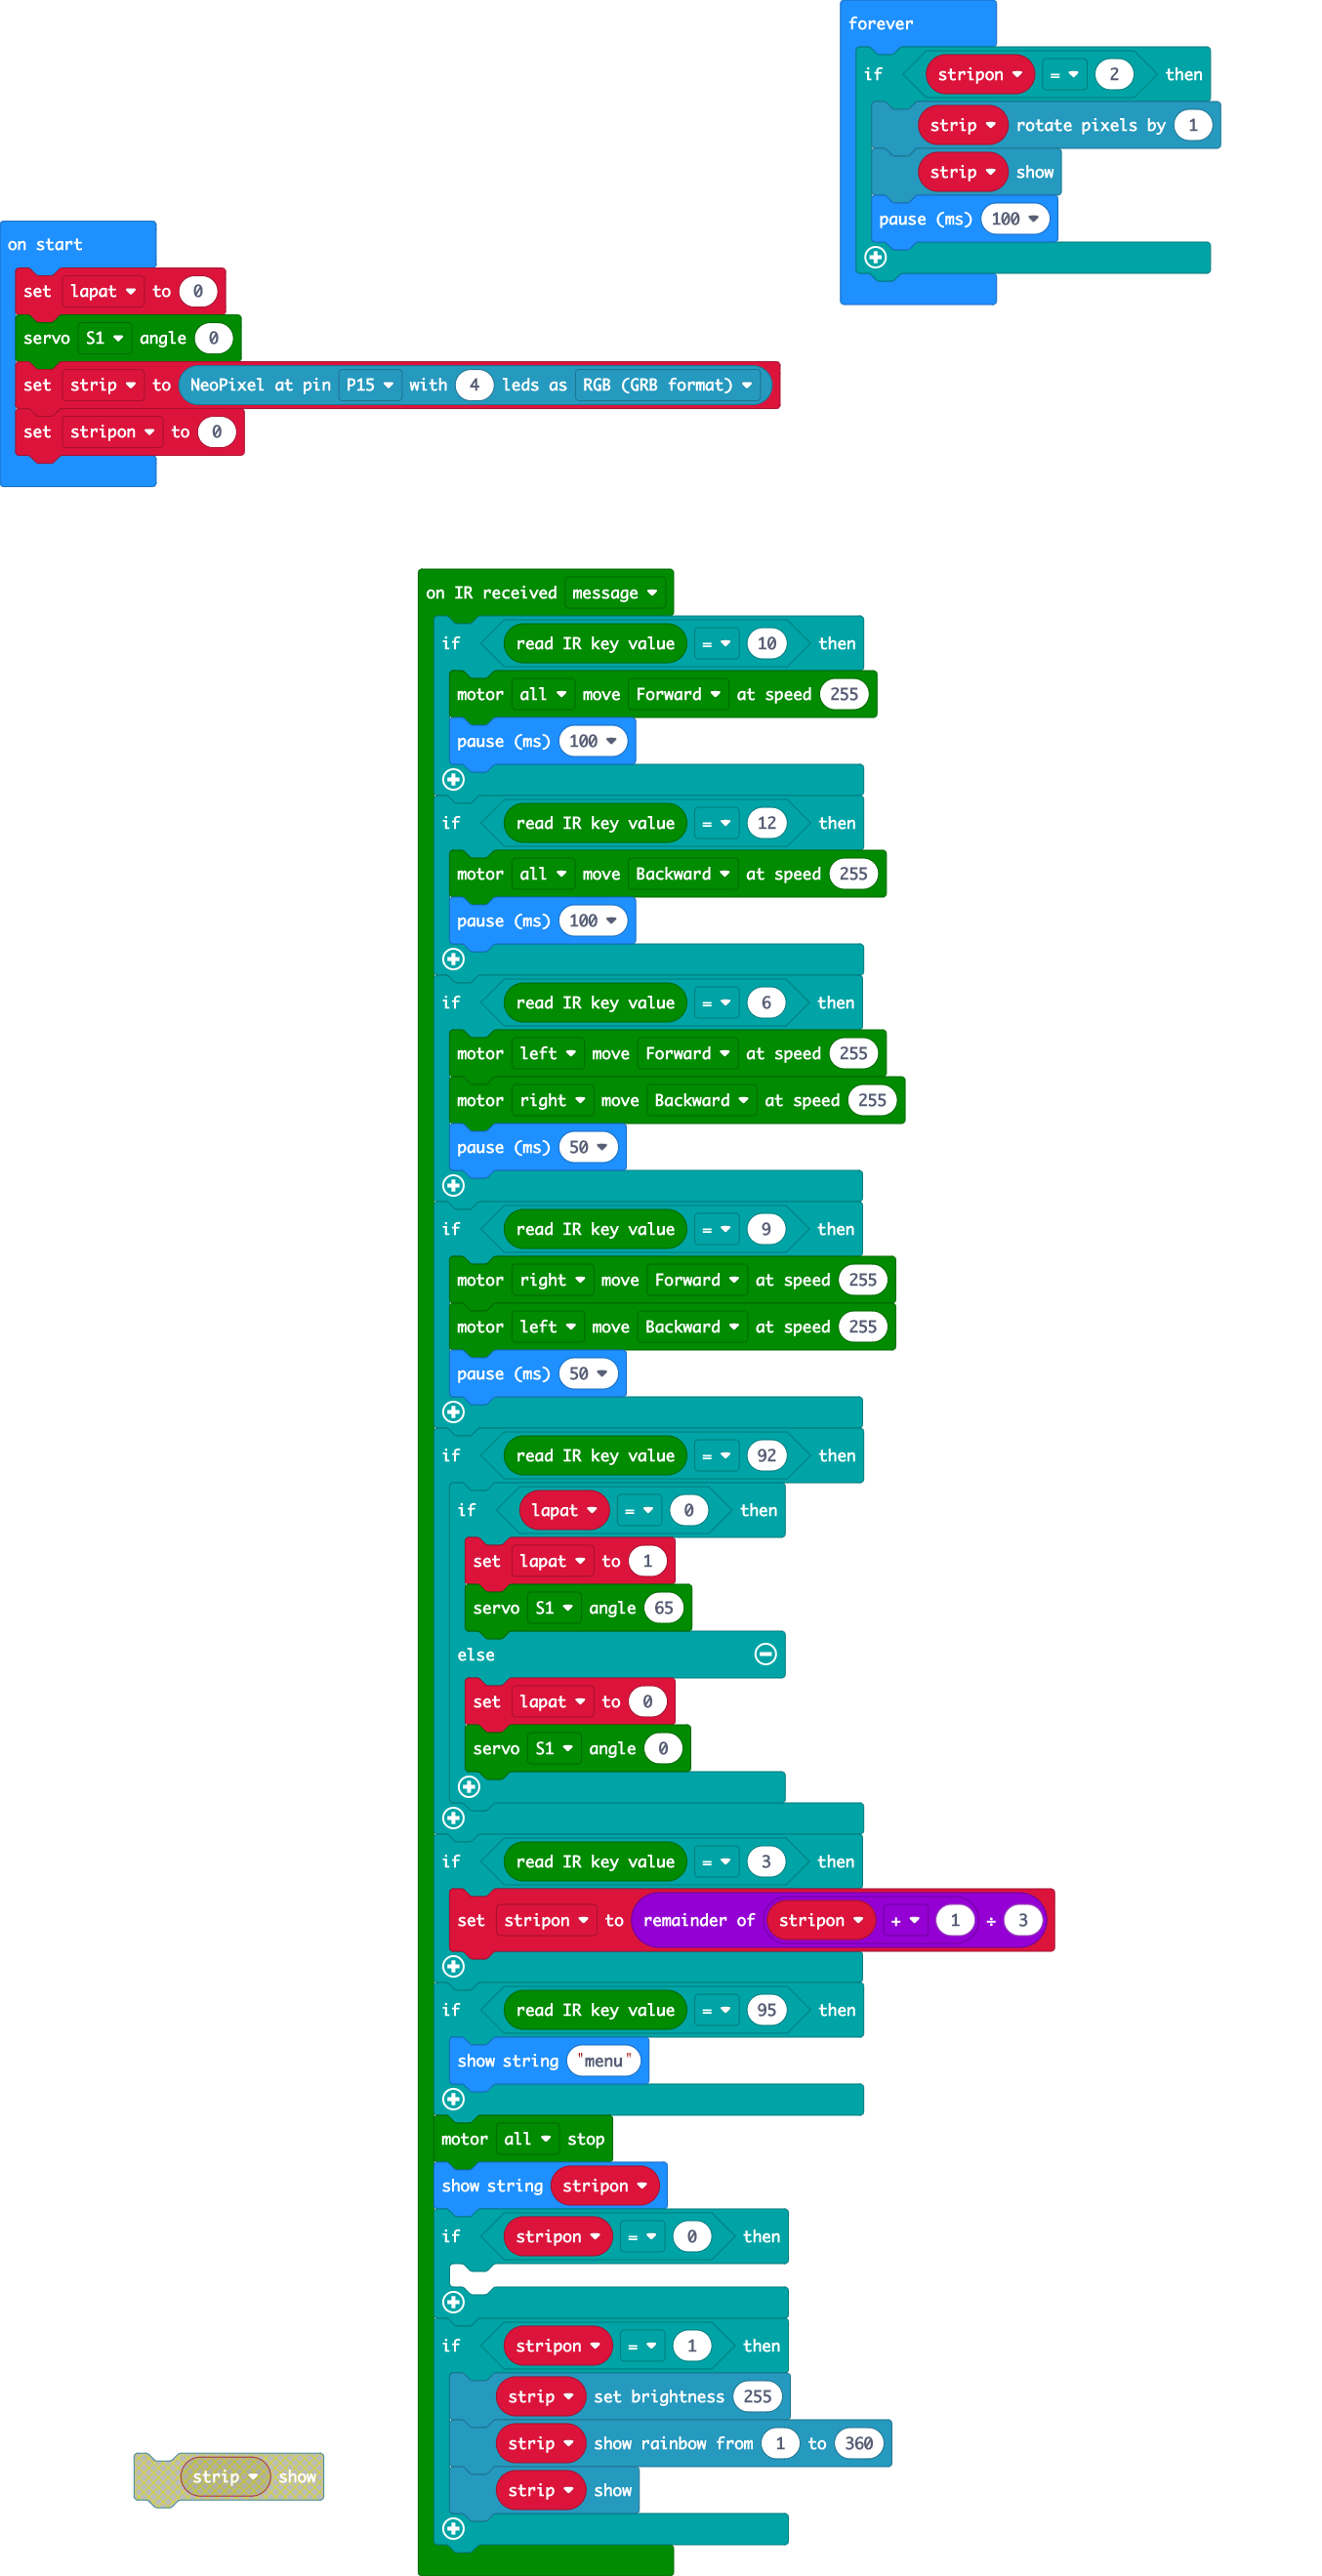 forever
if stripon = 2 then
strip rotate pixels by 1
strip show
pause (ms) 100
on start
set lapat to 0
servo S1 angle 0
set strip to NeoPixel at pin P15 with 4 leds as RGB (GRB format)
set stripon to 0
on IR received message
if read IR key value = 10 then
motor all move Forward at speed 255
pause (ms) 100
if read IR key value = 12 then
motor all move Backward at speed 255
pause (ms) 100
if read IR key value = 6 then
motor left move Forward at speed 255
motor right move Backward at speed 255
pause (ms) 50
if read IR key value = 9 then
motor right move Forward at speed 255
motor left move Backward at speed 255
pause (ms) 50
if read IR key value = 92 then
if lapat = 0 then
set lapat to 1
servo S1 angle 65
else
set lapat to 0
servo S1 angle 0
if read IR key value = 3 then
set stripon to remainder of stripon + 1 ÷ 3
if read IR key value = 95 then
show string "menu"
motor all stop
show string stripon
if stripon = 0 then
if stripon = 1 then
strip set brightness 255
strip show rainbow from 1 to 360
strip show
strip show